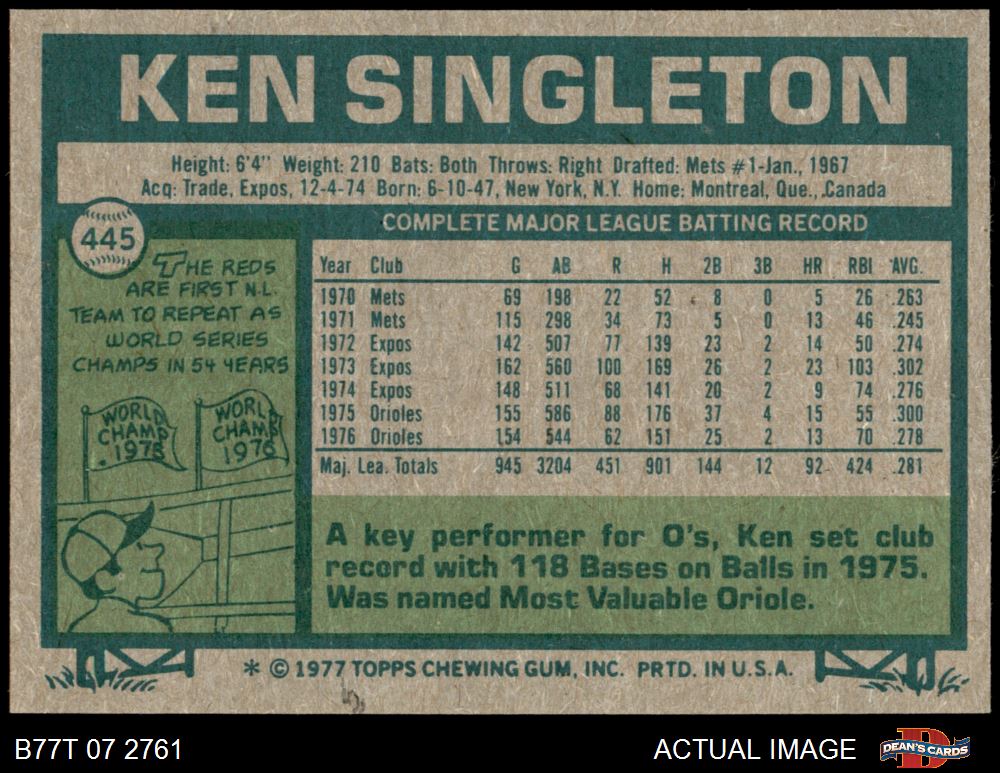 KEN SINGLETON
Height: 6'4" Weight: 210 Bats: Both Throws: Right Drafted: Mets #1-Jan., 1967
Acq: Trade, Expos, 12-4-74 Born: 6-10-47, New York, N.Y. Home: Montreal, Que., Canada
445
THE REDS
ARE FIRST N.L.
TEAM TO REPEAT AS
WORLD SERIES
CHAMPS IN 54 YEARS
WORLD
CHAMP
1975
WORLD
CHAMP
1976
COMPLETE MAJOR LEAGUE BATTING RECORD
Year Club G AB R H 2B 3B HR RBI AVG.
1970 Mets 69 198 22 52 8 0 5 26 .263
1971 Mets 115 298 34 73 5 0 13 46 .245
1972 Expos 142 507 77 139 23 2 14 50 .274
1973 Expos 162 560 100 169 26 2 23 103 .302
1974 Expos 148 511 68 141 20 2 9 74 .276
1975 Orioles 155 586 88 176 37 4 15 55 .300
1976 Orioles 154 544 62 151 25 2 13 70 .278
Maj. Lea. Totals 945 3204 451 901 144 12 92 424 .281
A key performer for O's, Ken set club
record with 118 Bases on Balls in 1975.
Was named Most Valuable Oriole.
* © 1977 TOPPS CHEWING GUM, INC. PRTD. IN U.S.A.
B77T 07 2761
ACTUAL IMAGE
DEAN'S CARDS